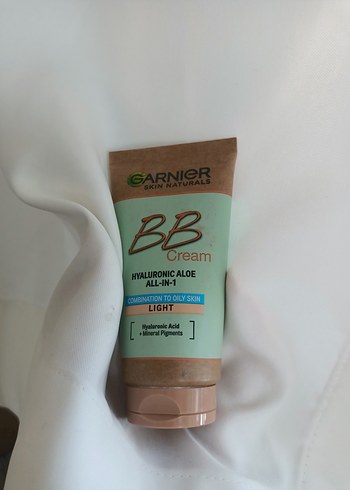 GARNIER
SKIN NATURALS
BB
Cream
HYALURONIC ALOE
ALL-IN-1
COMBINATION TO OILY SKIN
LIGHT
Hyaluronic Acid
+ Mineral Pigments